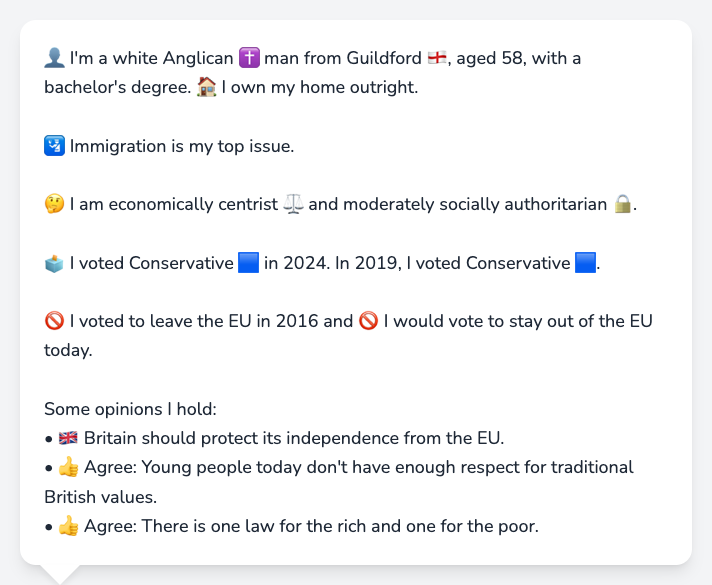 👤 I'm a white Anglican ✝️ man from Guildford 🏴󠁧󠁢󠁥󠁮󠁧󠁿, aged 58, with a
bachelor's degree. 🏠 I own my home outright.
🛂 Immigration is my top issue.
🤔 I am economically centrist ⚖️ and moderately socially authoritarian 🔒.
🗳️ I voted Conservative 🟦 in 2024. In 2019, I voted Conservative 🟦.
🚫 I voted to leave the EU in 2016 and 🚫 I would vote to stay out of the EU
today.
Some opinions I hold:
• 🇬🇧 Britain should protect its independence from the EU.
• 👍 Agree: Young people today don't have enough respect for traditional
British values.
• 👍 Agree: There is one law for the rich and one for the poor.